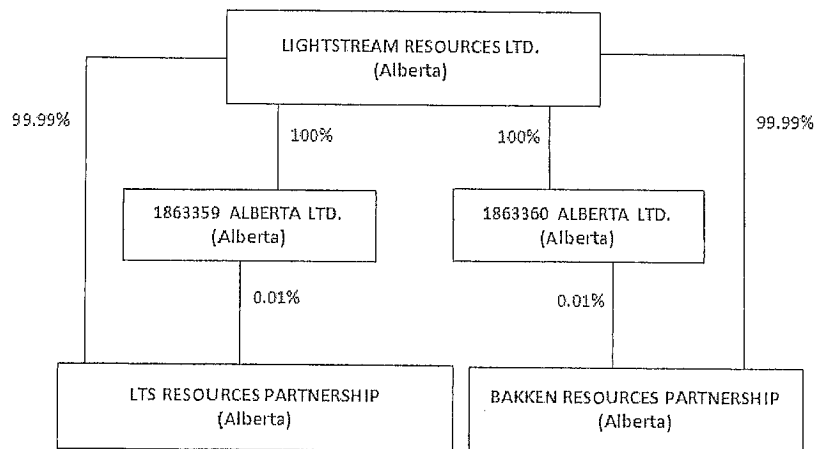 LIGHTSTREAM RESOURCES LTD.
(Alberta)
99.99%
100%
100%
99.99%
1863359 ALBERTA LTD.
(Alberta)
1863360 ALBERTA LTD.
(Alberta)
0.01%
0.01%
LTS RESOURCES PARTNERSHIP
(Alberta)
BAKKEN RESOURCES PARTNERSHIP
(Alberta)